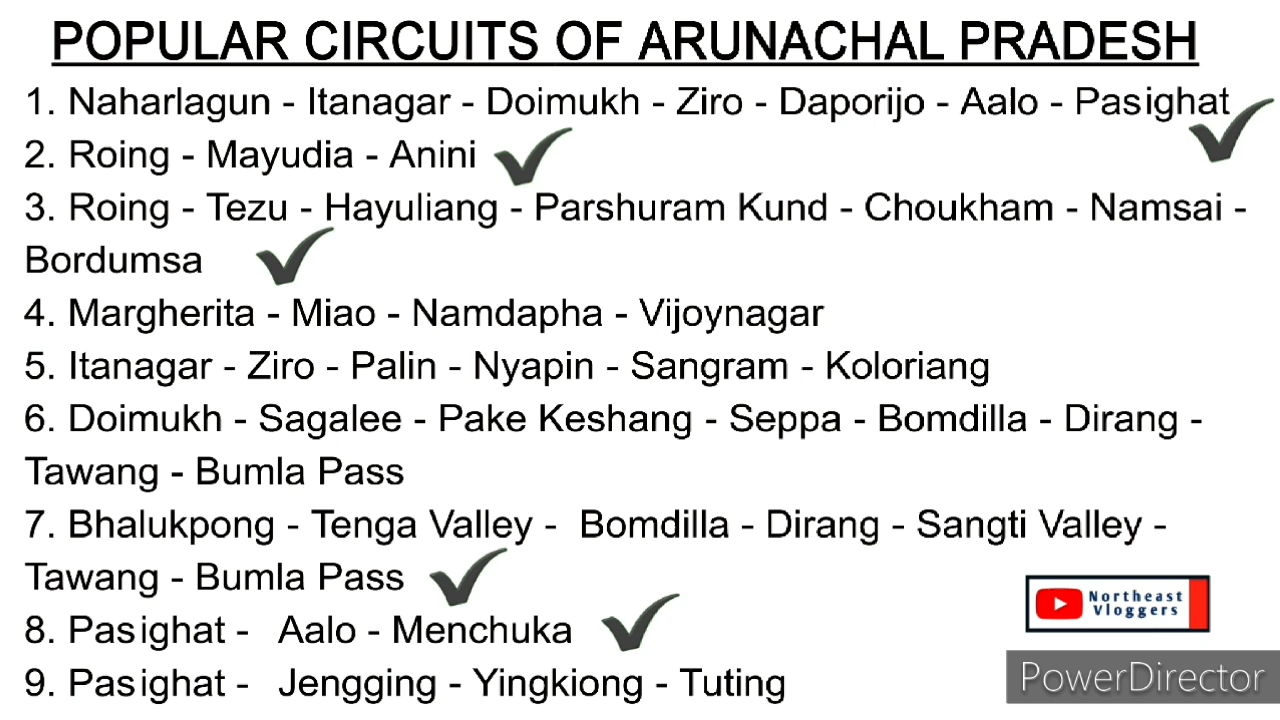 POPULAR CIRCUITS OF ARUNACHAL PRADESH
1. Naharlagun - Itanagar - Doimukh - Ziro - Daporijo - Aalo - Pasighat
2. Roing - Mayudia - Anini
3. Roing - Tezu - Hayuliang - Parshuram Kund - Choukham - Namsai -
Bordumsa
4. Margherita - Miao - Namdapha - Vijoynagar
5. Itanagar - Ziro - Palin - Nyapin - Sangram - Koloriang
6. Doimukh - Sagalee - Pake Keshang - Seppa - Bomdilla - Dirang -
Tawang - Bumla Pass
7. Bhalukpong - Tenga Valley - Bomdilla - Dirang - Sangti Valley -
Tawang - Bumla Pass
8. Pasighat - Aalo - Menchuka
9. Pasighat - Jengging - Yingkiong - Tuting
Northeast
Vloggers
PowerDirector